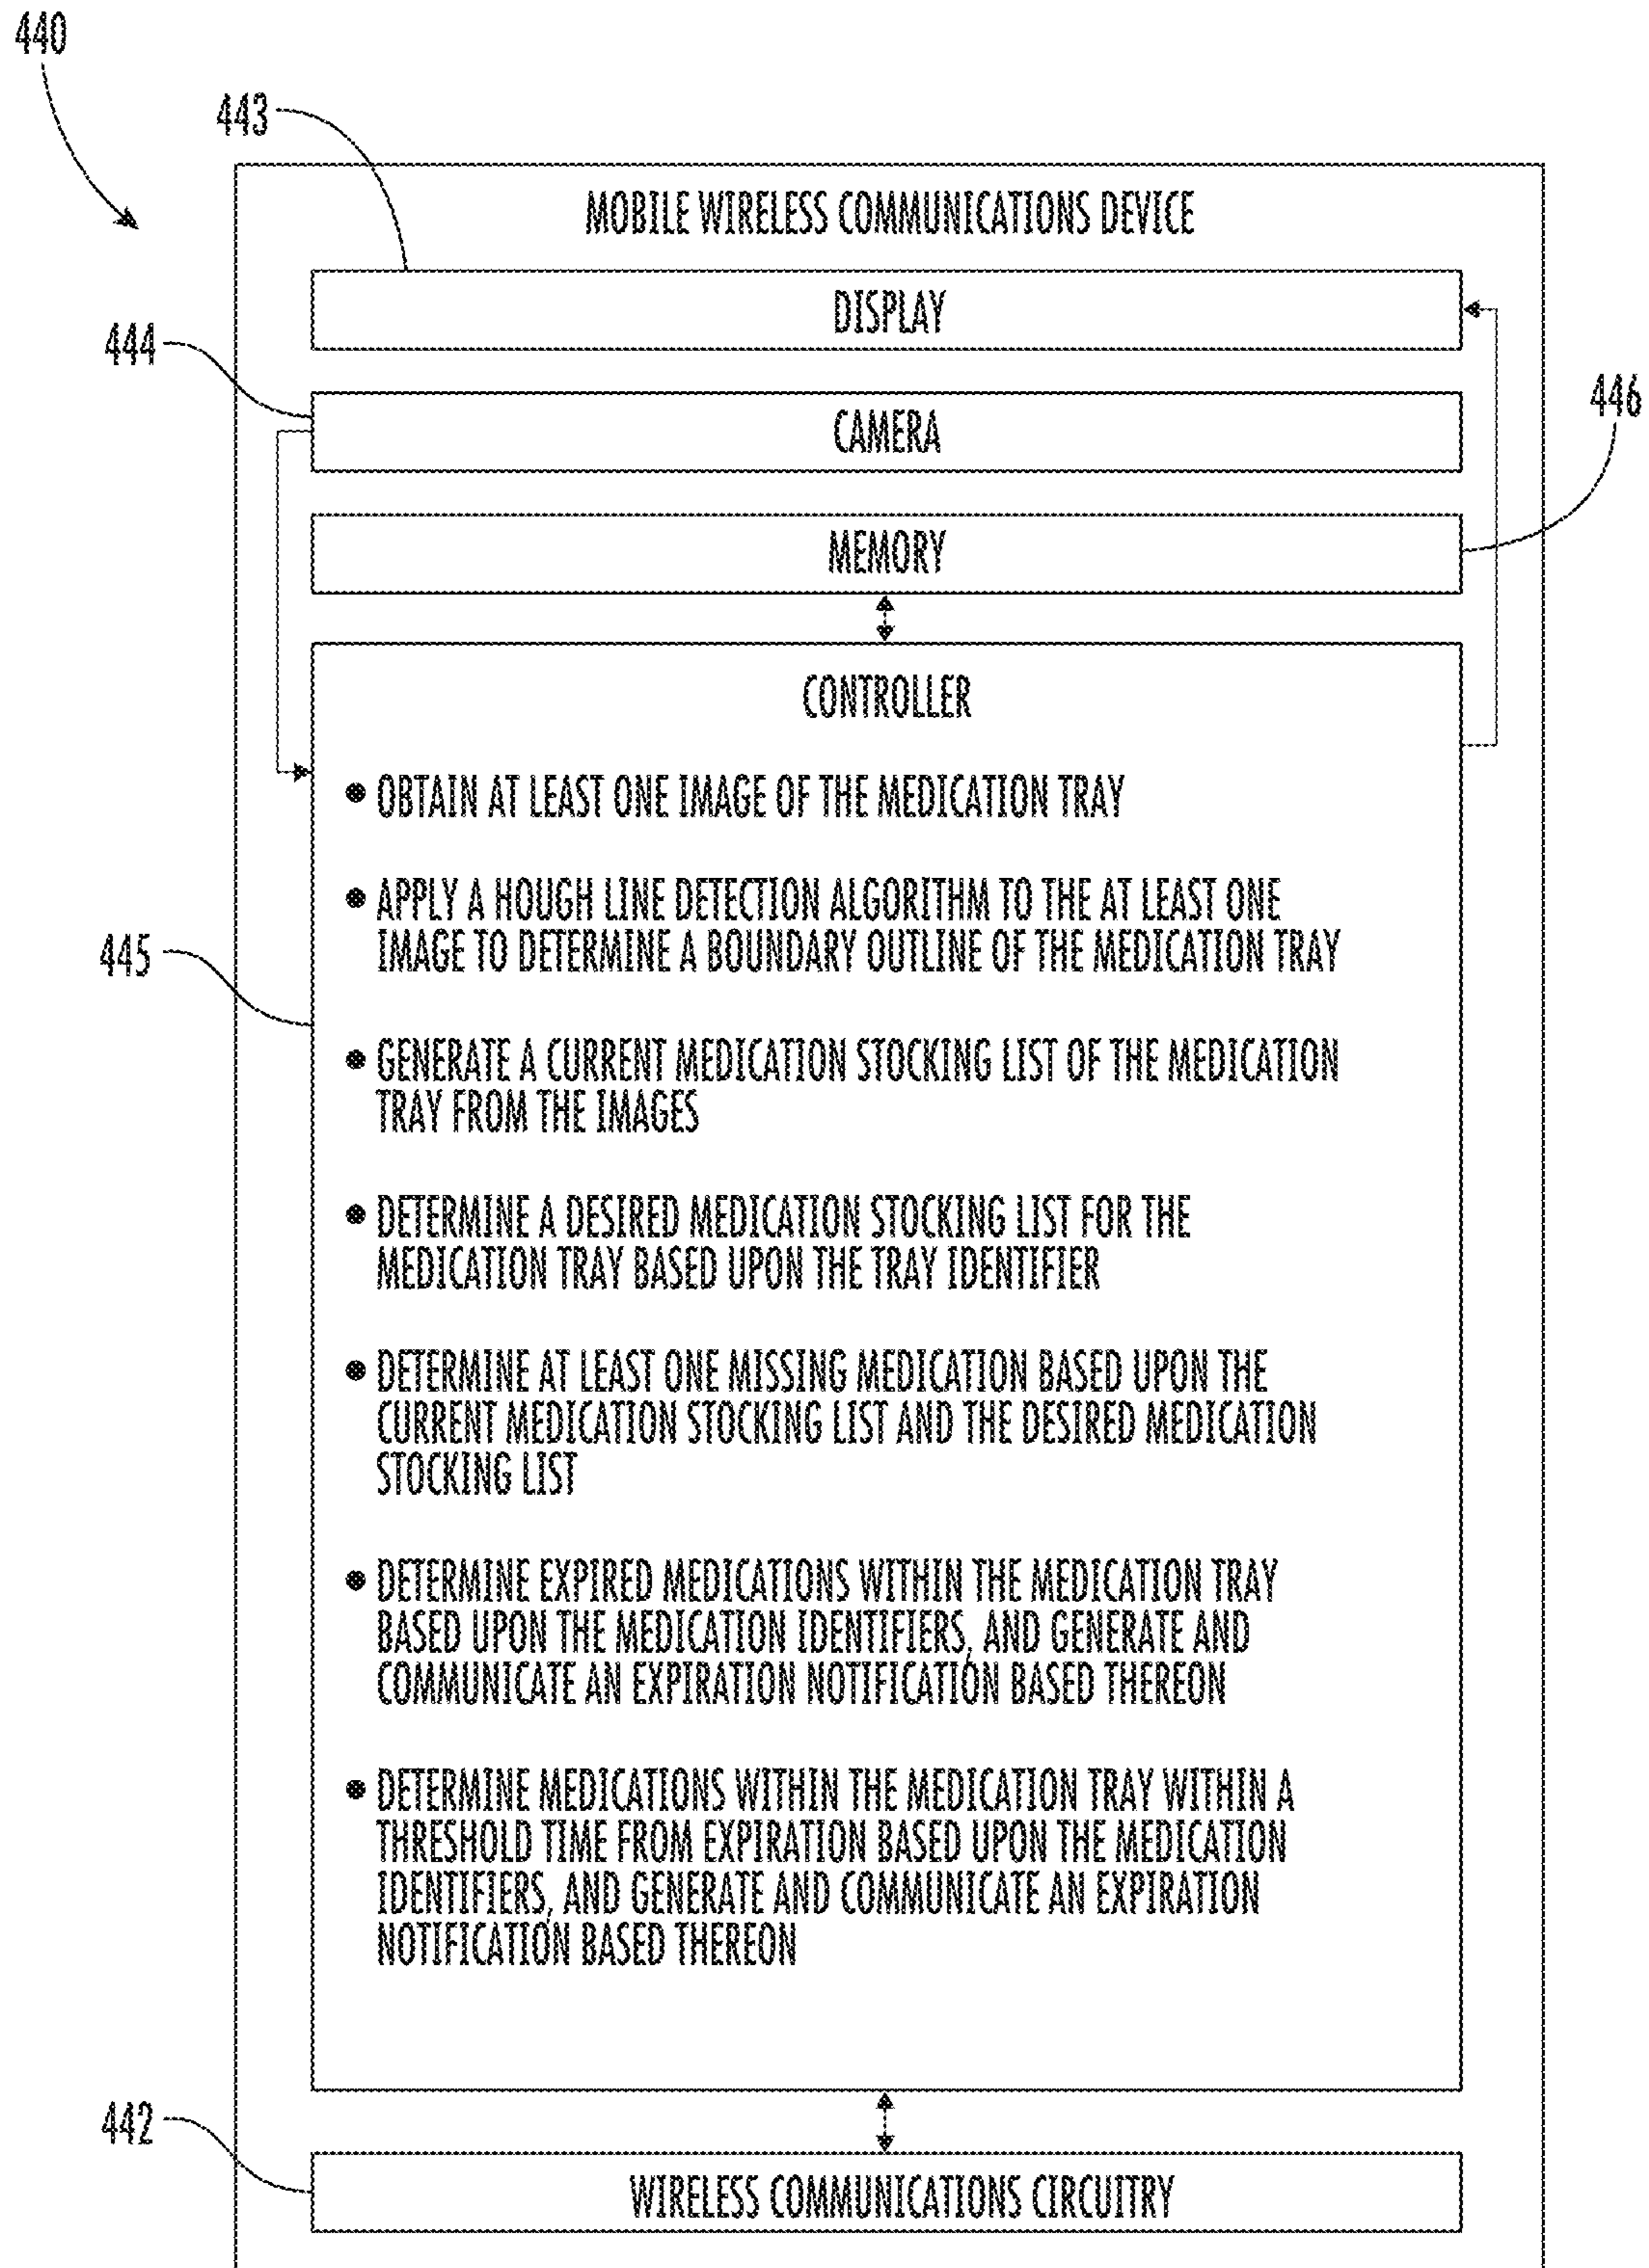 440
443
MOBILE WIRELESS COMMUNICATIONS DEVICE
DISPLAY
444
CAMERA
446
MEMORY
CONTROLLER
• OBTAIN AT LEAST ONE IMAGE OF THE MEDICATION TRAY
• APPLY A HOUGH LINE DETECTION ALGORITHM TO THE AT LEAST ONE
IMAGE TO DETERMINE A BOUNDARY OUTLINE OF THE MEDICATION TRAY
445
• GENERATE A CURRENT MEDICATION STOCKING LIST OF THE MEDICATION
TRAY FROM THE IMAGES
• DETERMINE A DESIRED MEDICATION STOCKING LIST FOR THE
MEDICATION TRAY BASED UPON THE TRAY IDENTIFIER
• DETERMINE AT LEAST ONE MISSING MEDICATION BASED UPON THE
CURRENT MEDICATION STOCKING LIST AND THE DESIRED MEDICATION
STOCKING LIST
• DETERMINE EXPIRED MEDICATIONS WITHIN THE MEDICATION TRAY
BASED UPON THE MEDICATION IDENTIFIERS, AND GENERATE AND
COMMUNICATE AN EXPIRATION NOTIFICATION BASED THEREON
• DETERMINE MEDICATIONS WITHIN THE MEDICATION TRAY WITHIN A
THRESHOLD TIME FROM EXPIRATION BASED UPON THE MEDICATION
IDENTIFIERS, AND GENERATE AND COMMUNICATE AN EXPIRATION
NOTIFICATION BASED THEREON
442
WIRELESS COMMUNICATIONS CIRCUITRY